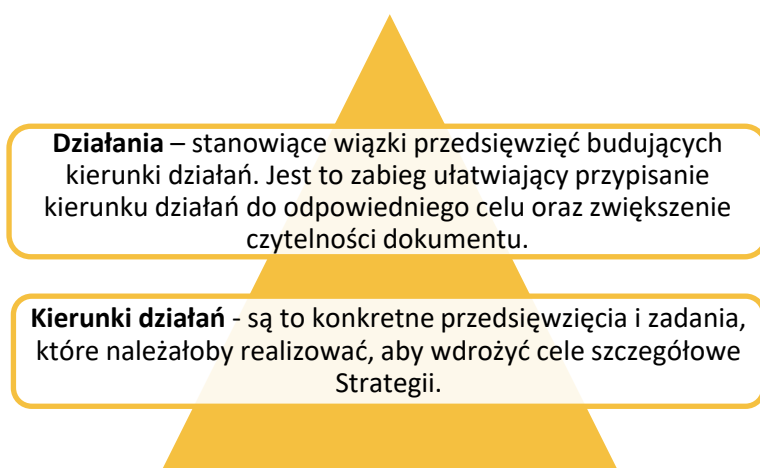 Działania – stanowiące wiązki przedsięwzięć budujących
kierunki działań. Jest to zabieg ułatwiający przypisanie
kierunku działań do odpowiedniego celu oraz zwiększenie
czytelności dokumentu.
Kierunki działań - są to konkretne przedsięwzięcia i zadania,
które należałoby realizować, aby wdrożyć cele szczegółowe
Strategii.